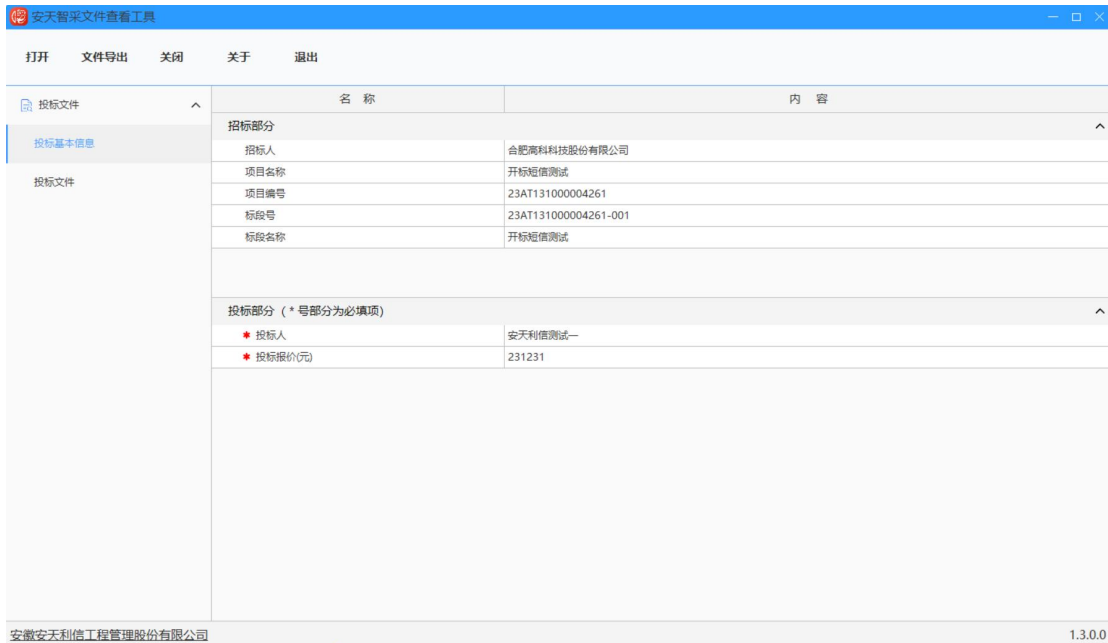 安天智采文件查看工具
打开 文件导出 关闭 关于 退出
投标文件
投标基本信息
投标文件
名 称 内 容
招标部分
招标人 合肥高科科技股份有限公司
项目名称 开标短信测试
项目编号 23AT131000004261
标段号 23AT131000004261-001
标段名称 开标短信测试
投标部分 ( * 号部分为必填项)
* 投标人 安天利信测试一
* 投标报价(元) 231231
安徽安天利信工程管理股份有限公司 1.3.0.0